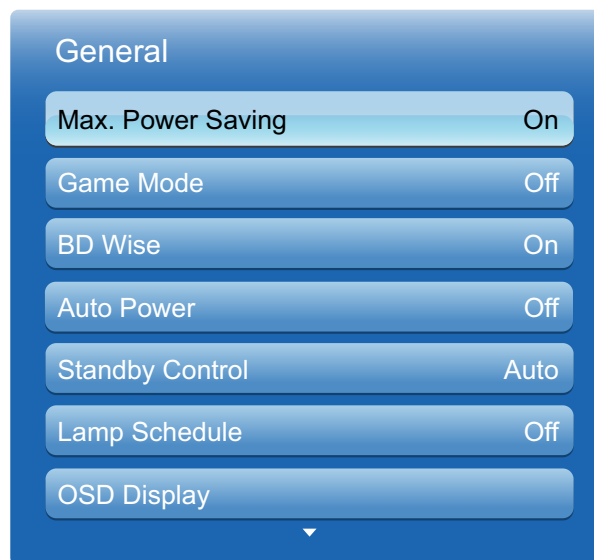 General
Max. Power Saving On
Game Mode Off
BD Wise On
Auto Power Off
Standby Control Auto
Lamp Schedule Off
OSD Display